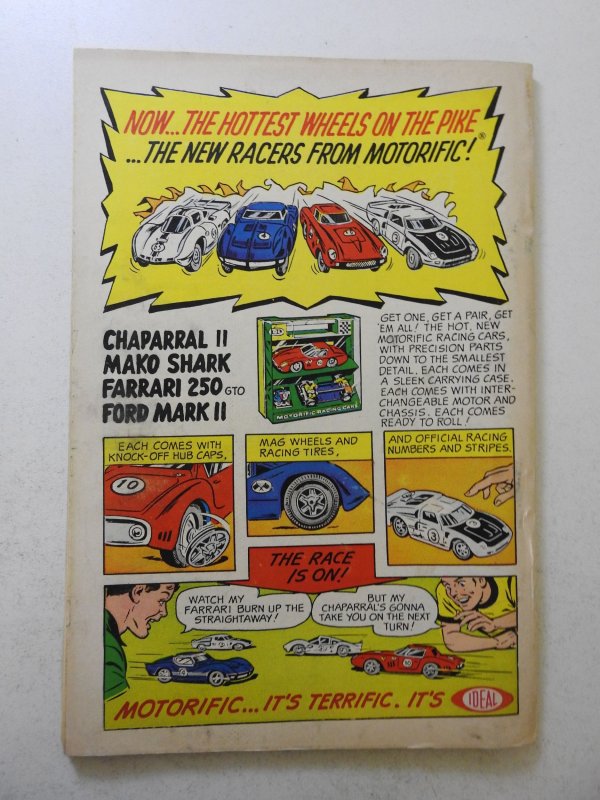 NOW...THE HOTTEST WHEELS ON THE PIKE
...THE NEW RACERS FROM MOTORIFIC!®
CHAPARRAL II
MAKO SHARK
FARRARI 250 GTO
FORD MARK II
MOTORIFIC RACING CARS
GET ONE, GET A PAIR, GET
'EM ALL! THE HOT, NEW
MOTORIFIC RACING CARS,
WITH PRECISION PARTS
DOWN TO THE SMALLEST
DETAIL. EACH COMES IN
A SLEEK CARRYING CASE.
EACH COMES WITH INTER-
CHANGEABLE MOTOR AND
CHASSIS. EACH COMES
READY TO ROLL!
EACH COMES WITH
KNOCK-OFF HUB CAPS,
10
MAG WHEELS AND
RACING TIRES,
AND OFFICIAL RACING
NUMBERS AND STRIPES.
3
THE RACE
IS ON!
WATCH MY
FARRARI BURN UP THE
STRAIGHTAWAY!
BUT MY
CHAPARRAL'S GONNA
TAKE YOU ON THE NEXT
TURN!
MOTORIFIC... IT'S TERRIFIC. IT'S IDEAL